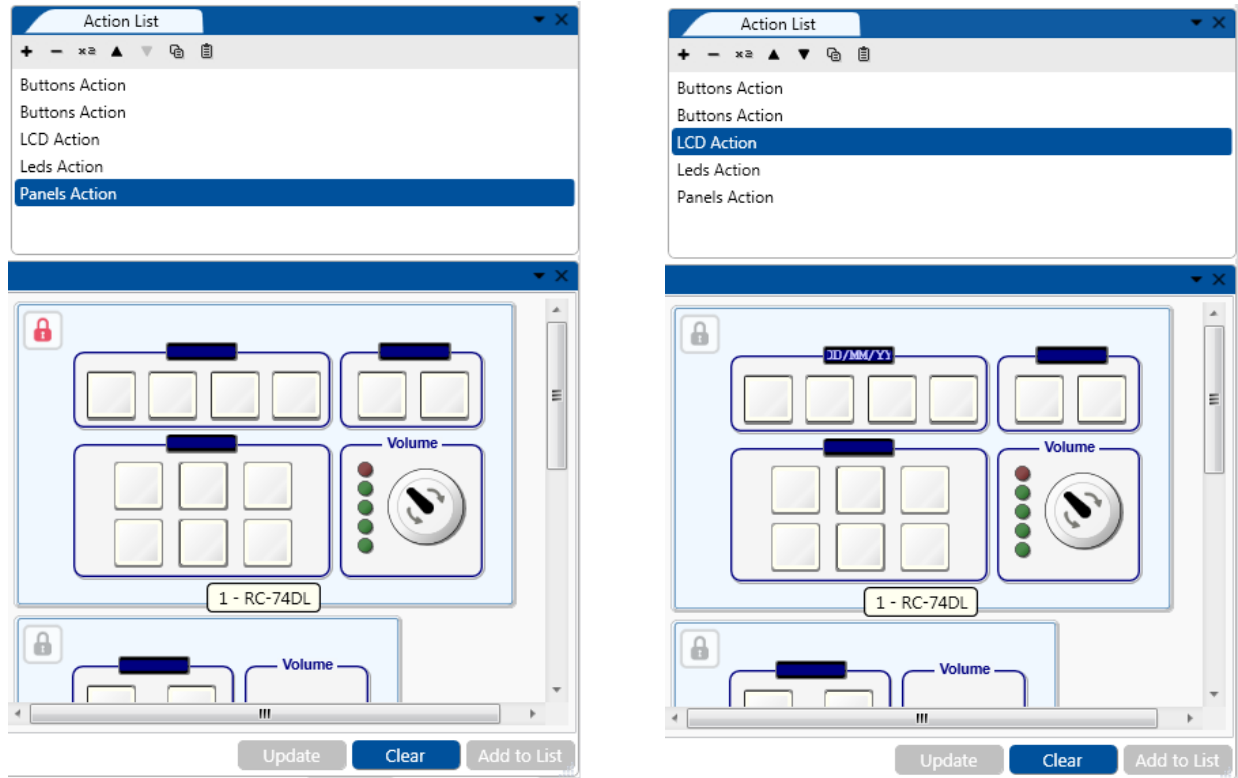 Action List
Buttons Action
Buttons Action
LCD Action
Leds Action
Panels Action
Volume
1 - RC-74DL
Volume
Update Clear Add to List
Action List
Buttons Action
Buttons Action
LCD Action
Leds Action
Panels Action
DD/MM/YY
Volume
1 - RC-74DL
Volume
Update Clear Add to List